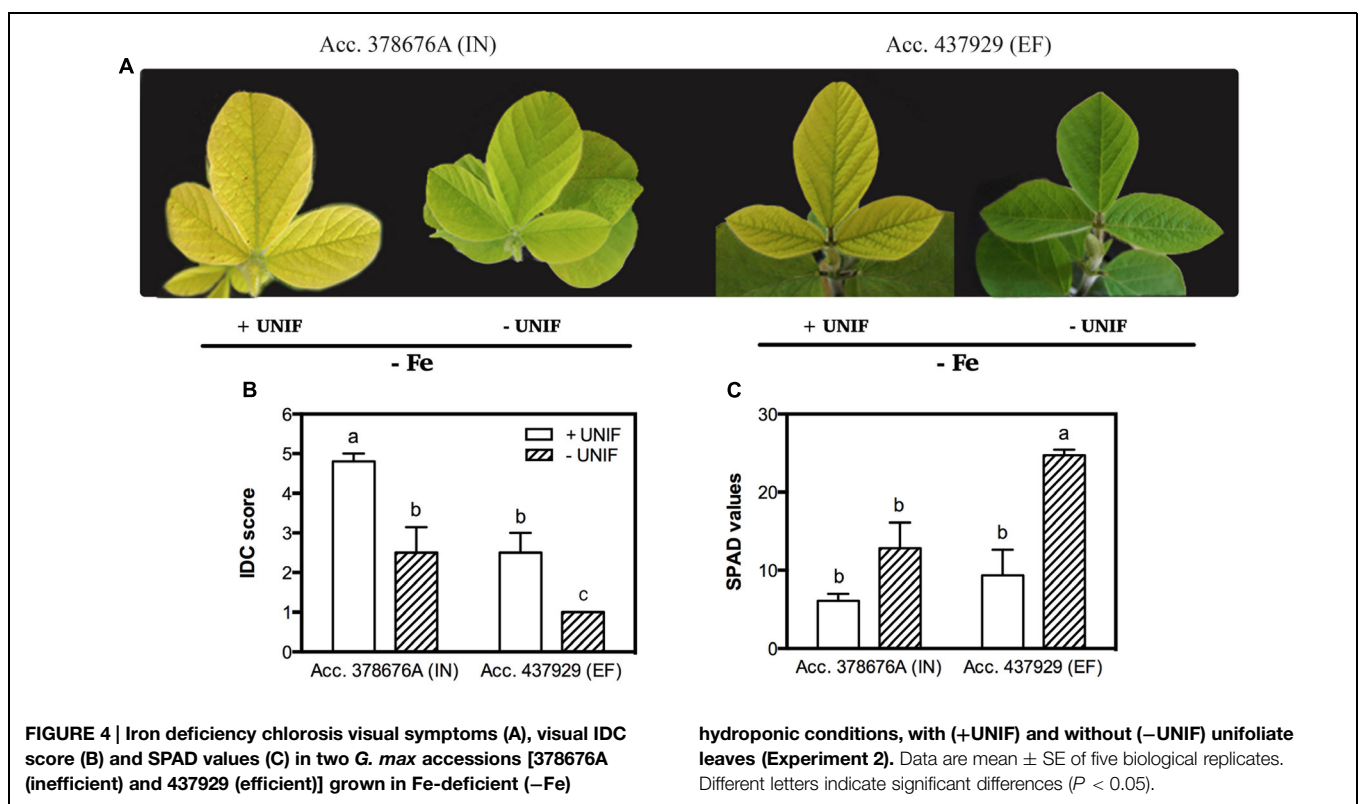 Acc. 378676A (IN)
Acc. 437929 (EF)
A
+ UNIF
- UNIF
+ UNIF
- UNIF
- Fe
- Fe
B
6
5
4
3
2
1
0
IDC score
a
b
b
c
+ UNIF
- UNIF
Acc. 378676A (IN)
Acc. 437929 (EF)
C
30
20
10
0
SPAD values
b
b
b
a
Acc. 378676A (IN)
Acc. 437929 (EF)
FIGURE 4 | Iron deficiency chlorosis visual symptoms (A), visual IDC
score (B) and SPAD values (C) in two G. max accessions [378676A
(inefficient) and 437929 (efficient)] grown in Fe-deficient (−Fe)
hydroponic conditions, with (+UNIF) and without (−UNIF) unifoliate
leaves (Experiment 2). Data are mean ± SE of five biological replicates.
Different letters indicate significant differences (P < 0.05).